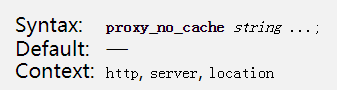 Syntax: proxy_no_cache string ...;
Default: —
Context: http, server, location